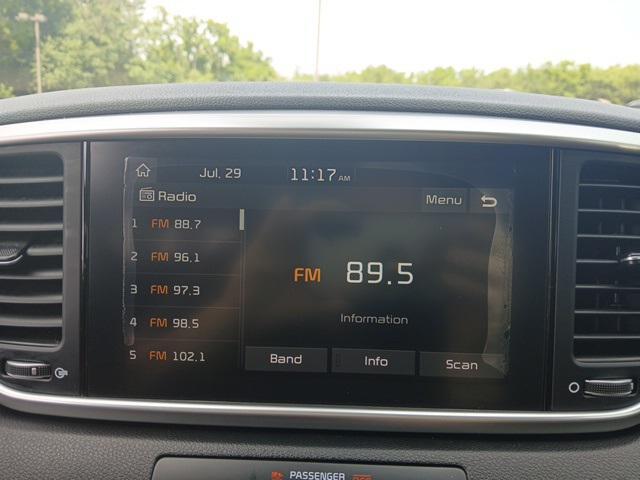 Jul. 29 11:17 AM
Radio Menu
1 FM 88.7
2 FM 96.1
3 FM 97.3
4 FM 98.5
5 FM 102.1
FM 89.5
Information
Band Info Scan
PASSENGER